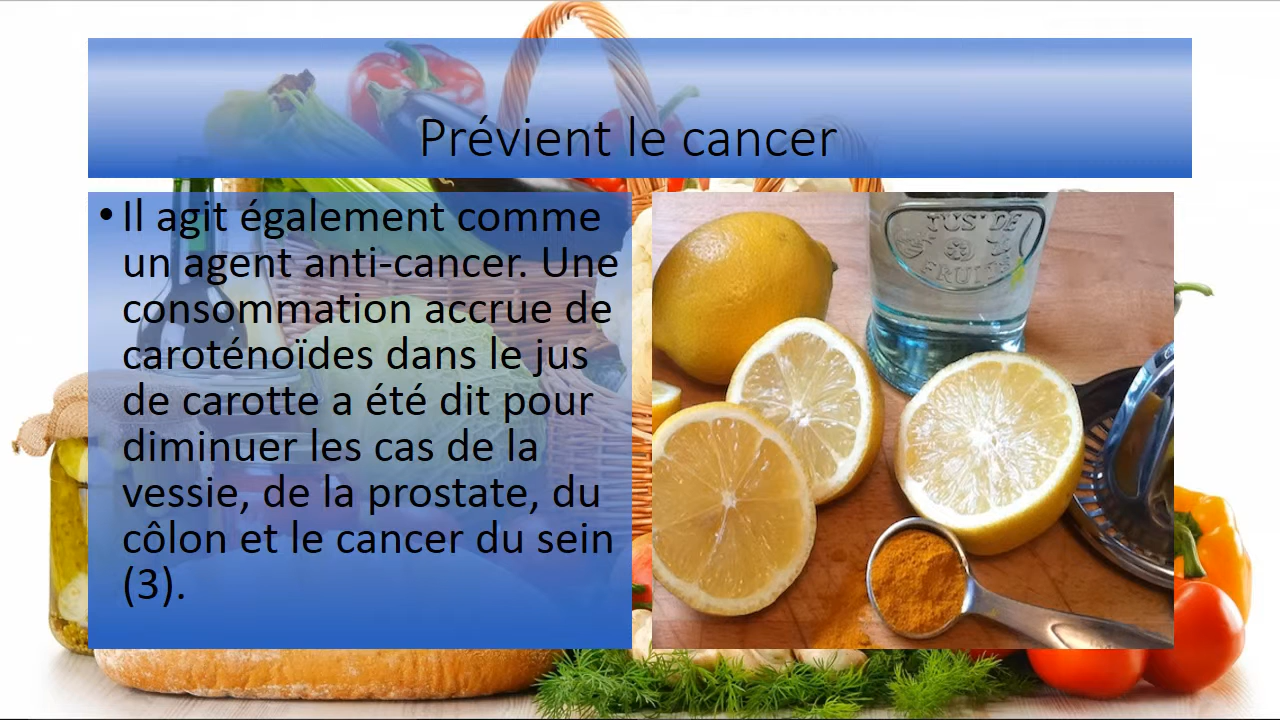 Prévient le cancer
• Il agit également comme
un agent anti-cancer. Une
consommation accrue de
caroténoïdes dans le jus
de carotte a été dit pour
diminuer les cas de la
vessie, de la prostate, du
côlon et le cancer du sein
(3).
JUS DE
FRUITS